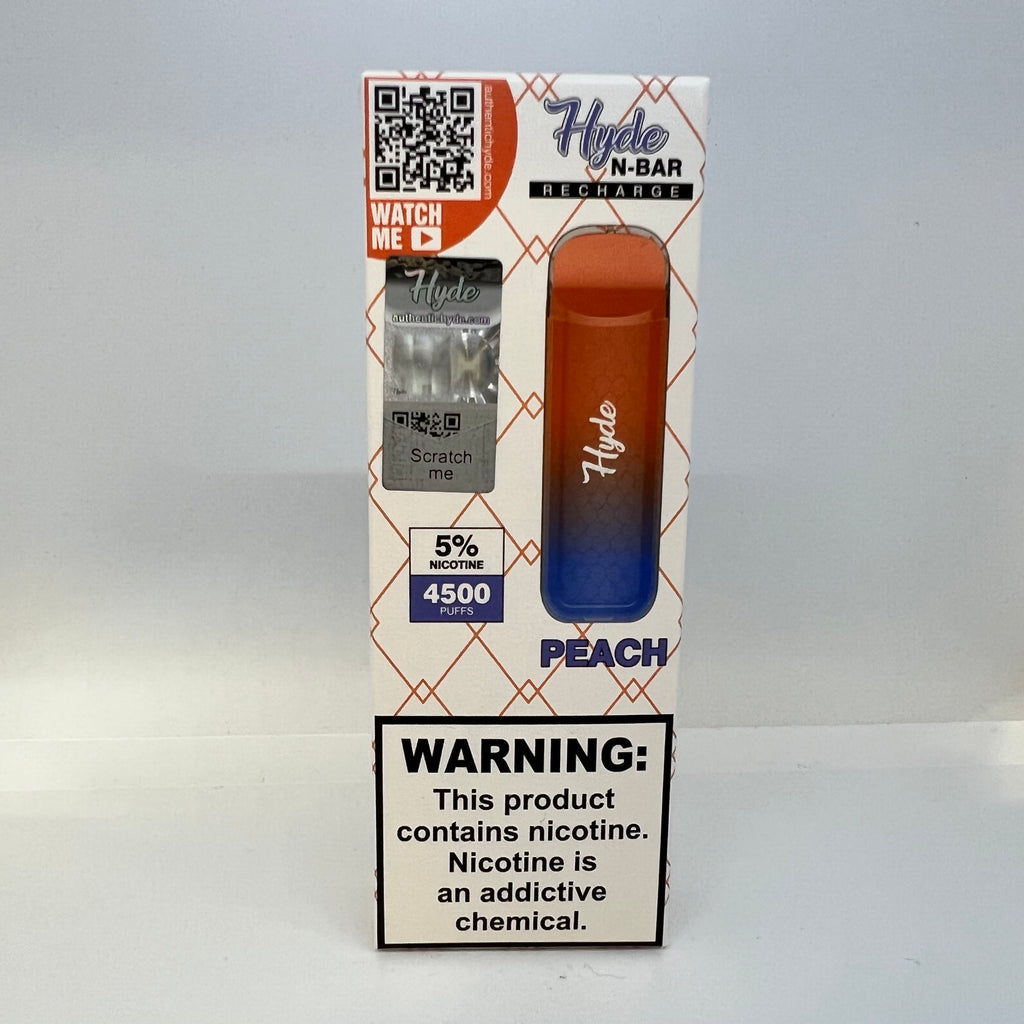 authentichyde.com
WATCH
ME
Hyde
N-BAR
RECHARGE
Hyde
authentichyde.com
Scratch
me
Hyde
5%
NICOTINE
4500
PUFFS
PEACH
WARNING:
This product
contains nicotine.
Nicotine is
an addictive
chemical.